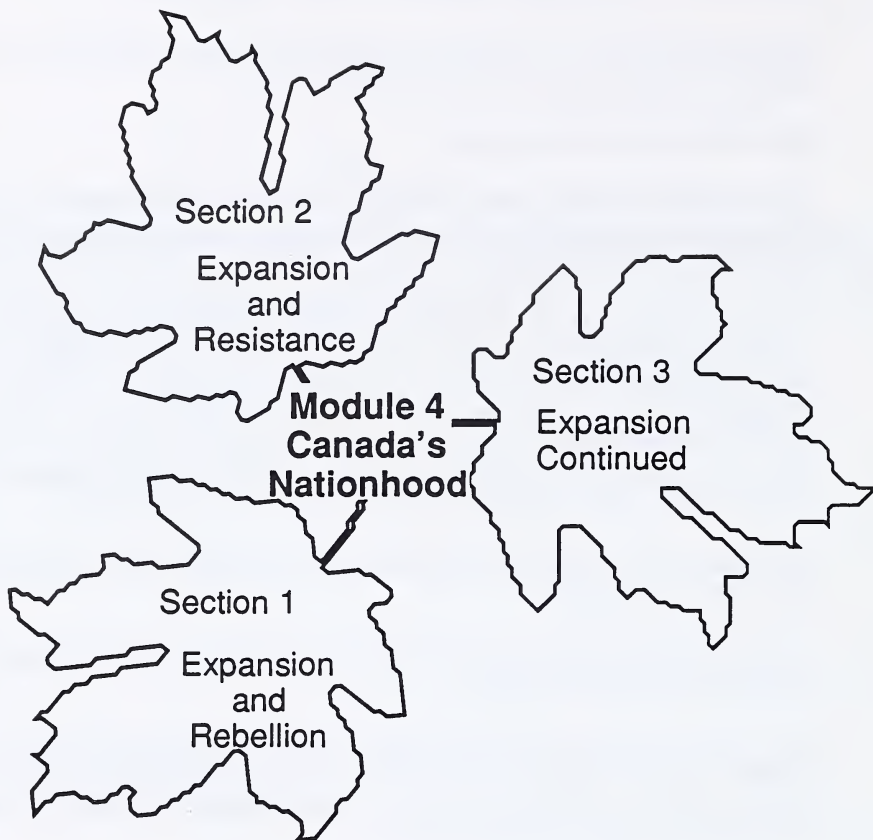 Section 2
Expansion
and
Resistance
Module 4
Canada's
Nationhood
Section 3
Expansion
Continued
Section 1
Expansion
and
Rebellion